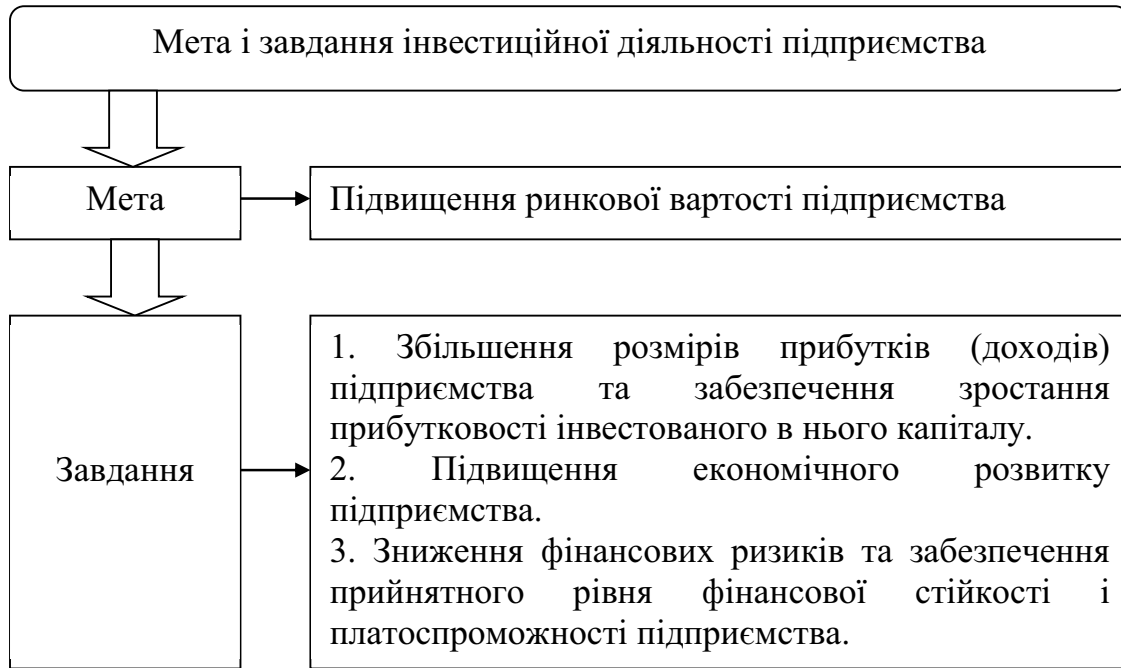 Мета і завдання інвестиційної діяльності підприємства
Мета
Підвищення ринкової вартості підприємства
Завдання
1. Збільшення розмірів прибутків (доходів)
підприємства та забезпечення зростання
прибутковості інвестованого в нього капіталу.
2. Підвищення економічного розвитку
підприємства.
3. Зниження фінансових ризиків та забезпечення
прийнятного рівня фінансової стійкості і
платоспроможності підприємства.